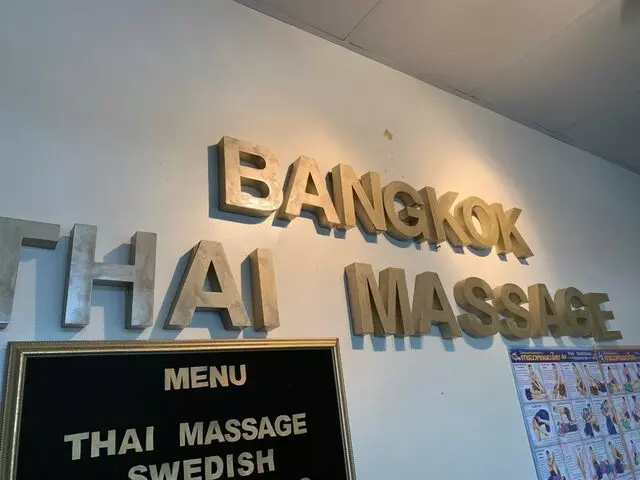 BANGKOK
THAI MASSAGE
MENU
THAI MASSAGE
SWEDISH